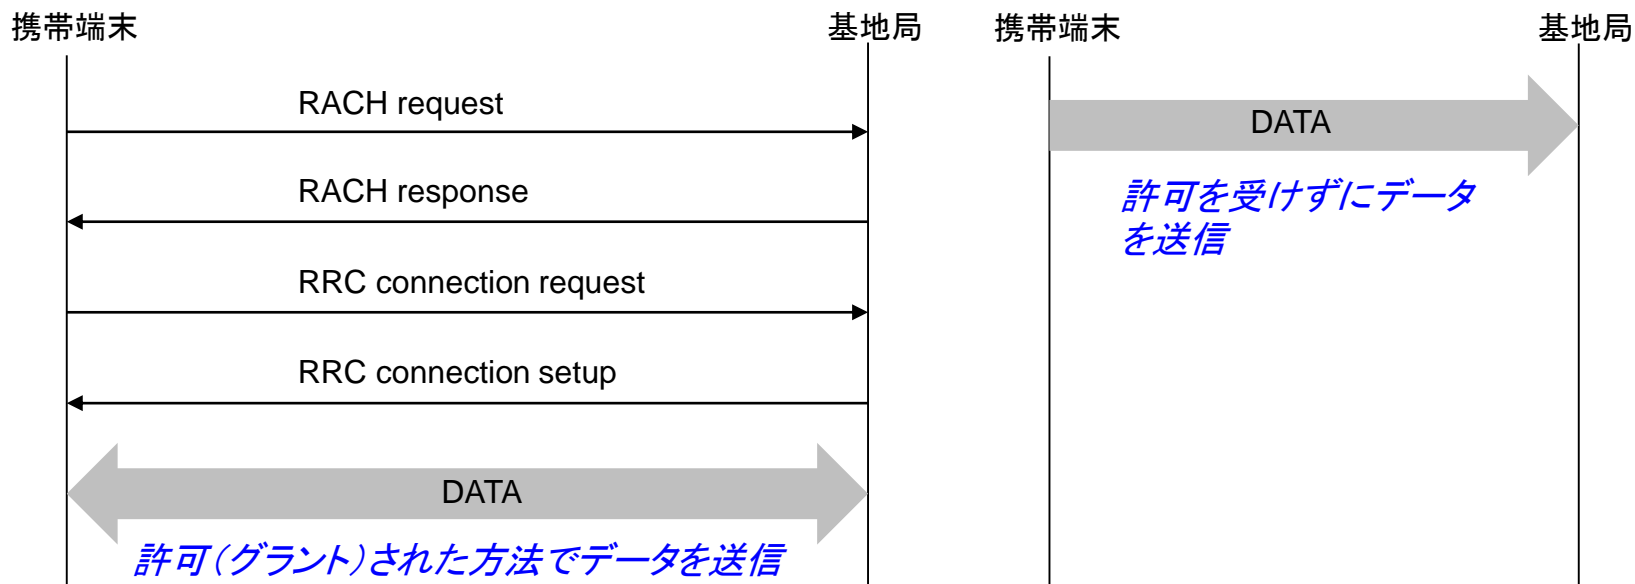 携帯端末
基地局
RACH request
RACH response
RRC connection request
RRC connection setup
DATA
許可(グラント)された方法でデータを送信
携帯端末
基地局
DATA
許可を受けずにデータ
を送信